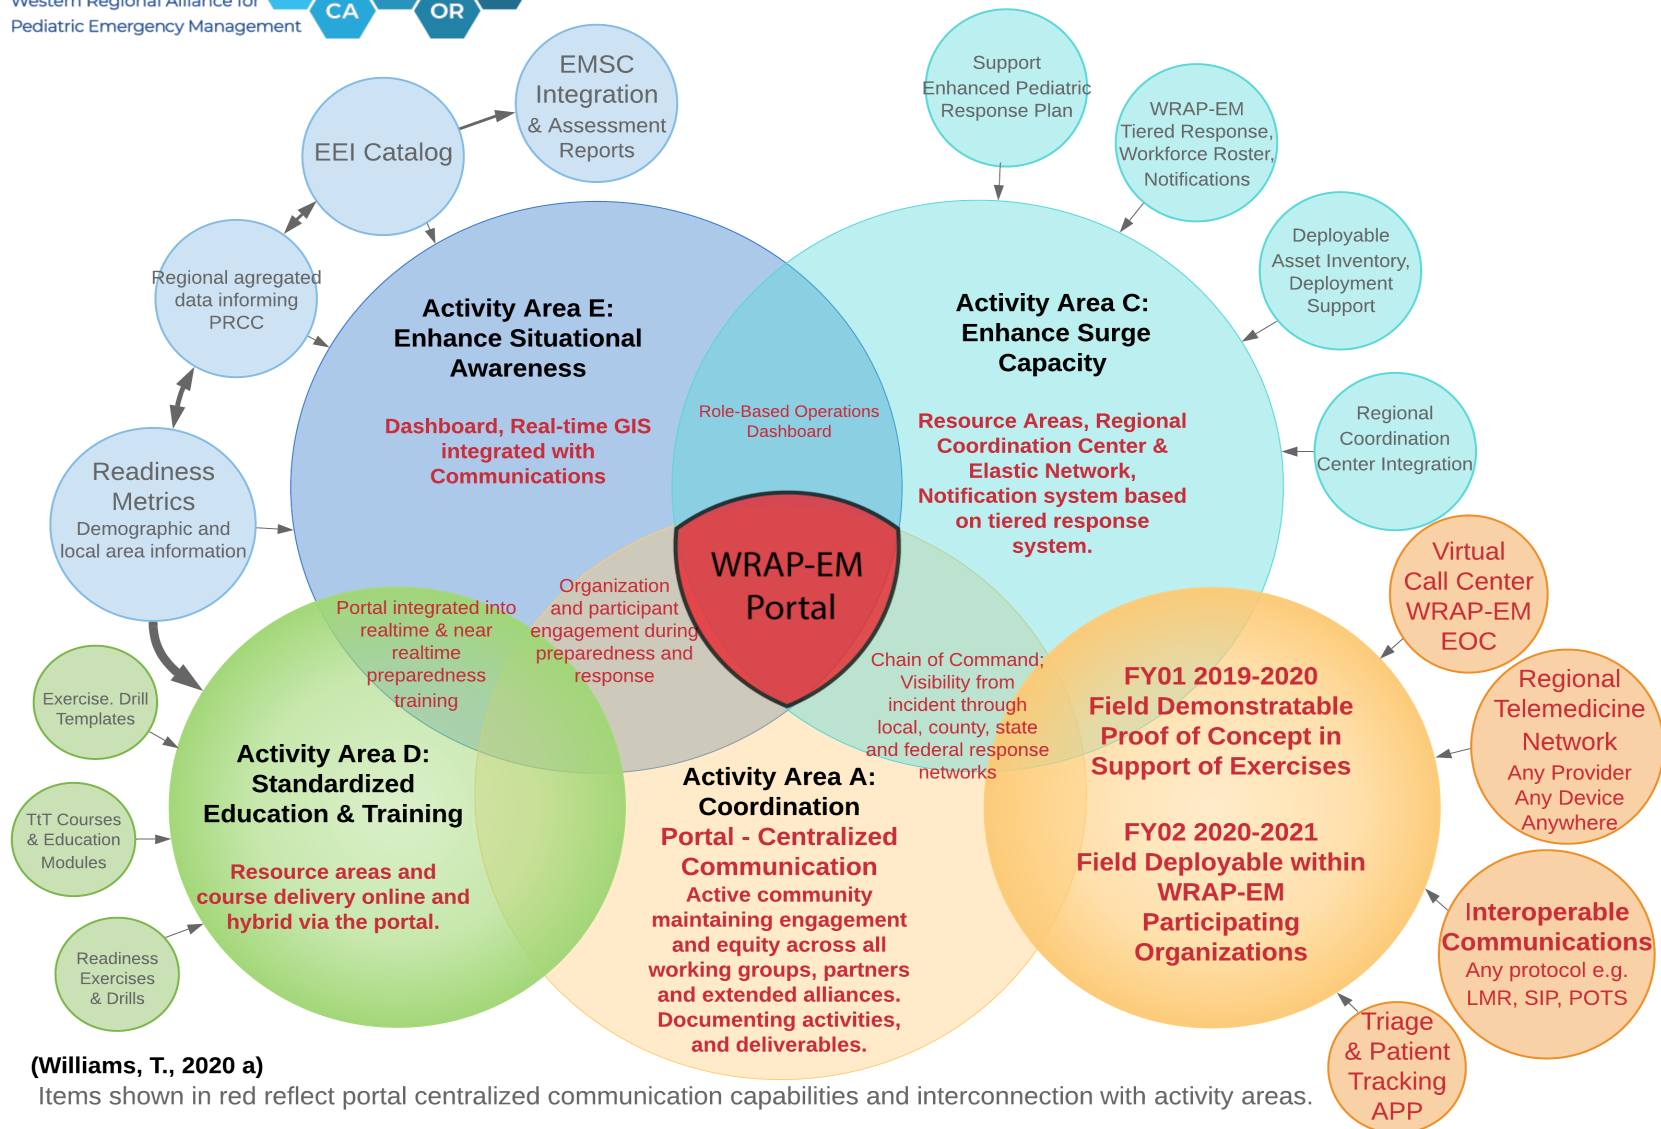 Western Regional Alliance for
Pediatric Emergency Management
CA
OR
EMSC
Integration
& Assessment
Reports
EEI Catalog
Regional agregated
data informing
PRCC
Readiness
Metrics
Demographic and
local area information
Support
Enhanced Pediatric
Response Plan
WRAP-EM
Tiered Response,
Workforce Roster,
Notifications
Deployable
Asset Inventory,
Deployment
Support
Regional
Coordination
Center Integration
Activity Area E:
Enhance Situational
Awareness
Dashboard, Real-time GIS
integrated with
Communications
Role-Based Operations
Dashboard
Activity Area C:
Enhance Surge
Capacity
Resource Areas, Regional
Coordination Center &
Elastic Network,
Notification system based
on tiered response
system.
WRAP-EM
Portal
Portal integrated into
realtime & near
realtime
preparedness
training
Organization
and participant
engagement during
preparedness and
response
Chain of Command;
Visibility from
incident through
local, county, state
and federal response
networks
Virtual
Call Center
WRAP-EM
EOC
Regional
Telemedicine
Network
Any Provider
Any Device
Anywhere
Interoperable
Communications
Any protocol e.g.
LMR, SIP, POTS
Triage
& Patient
Tracking
APP
Exercise. Drill
Templates
TtT Courses
& Education
Modules
Readiness
Exercises
& Drills
Activity Area D:
Standardized
Education & Training
Resource areas and
course delivery online and
hybrid via the portal.
Activity Area A:
Coordination
Portal - Centralized
Communication
Active community
maintaining engagement
and equity across all
working groups, partners
and extended alliances.
Documenting activities,
and deliverables.
FY01 2019-2020
Field Demonstratable
Proof of Concept in
Support of Exercises
FY02 2020-2021
Field Deployable within
WRAP-EM
Participating
Organizations
(Williams, T., 2020 a)
Items shown in red reflect portal centralized communication capabilities and interconnection with activity areas.